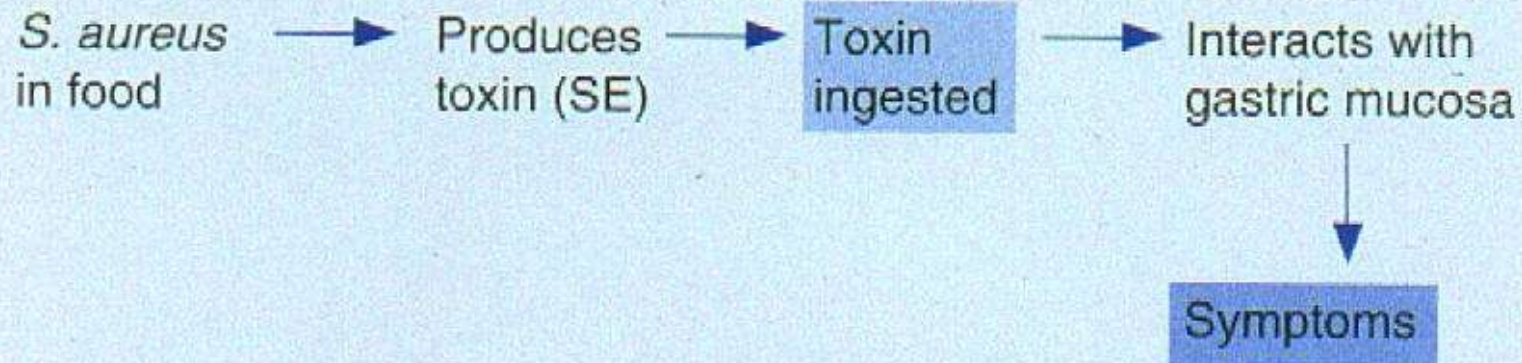 S. aureus
in food
Produces
toxin (SE)
Toxin
ingested
Interacts with
gastric mucosa
Symptoms